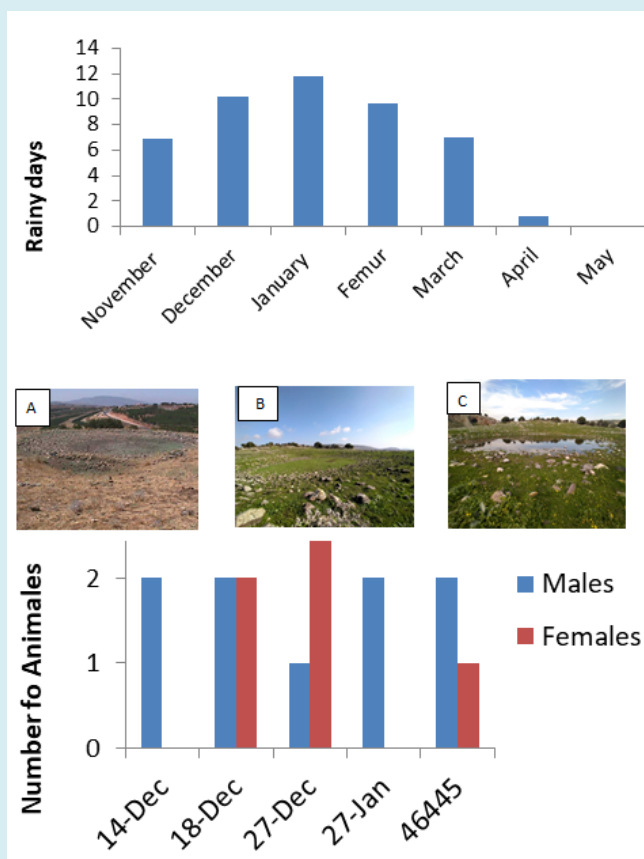 14
12
10
8
6
4
2
0
Rainy days
November
December
January
Femur
March
April
May
A
B
C
2
1
0
Number fo Animales
Males
Females
14-Dec
18-Dec
27-Dec
27-Jan
46445